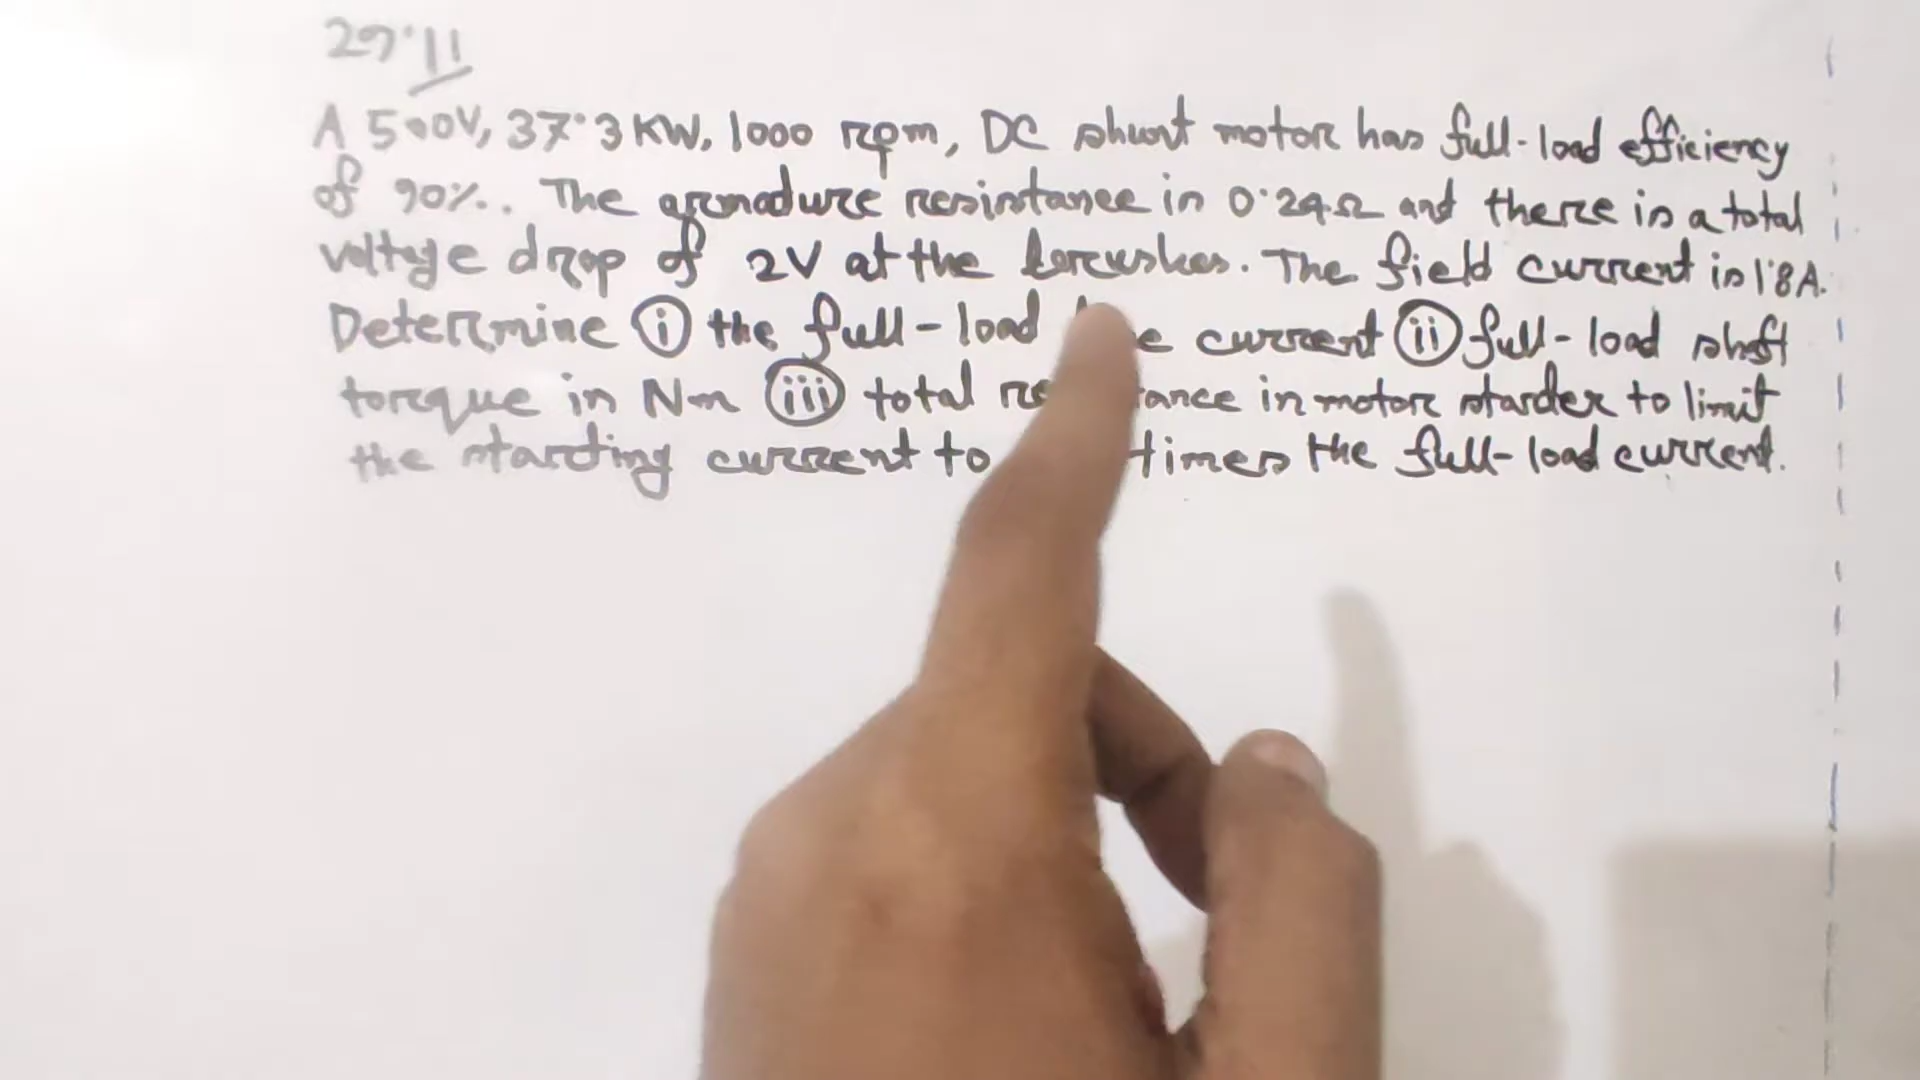 29.11
A 500V, 37.3 KW, 1000 rpm, DC shunt motor has full-load efficiency
of 90%. The armature resistance is 0.24Ω and there is a total
voltage drop of 2V at the brushes. The field current is 1.8A.
Determine (i) the full-load current (ii) full-load shaft
torque in Nm (iii) total in motor starter to limit
the starting current to times the full-load current.